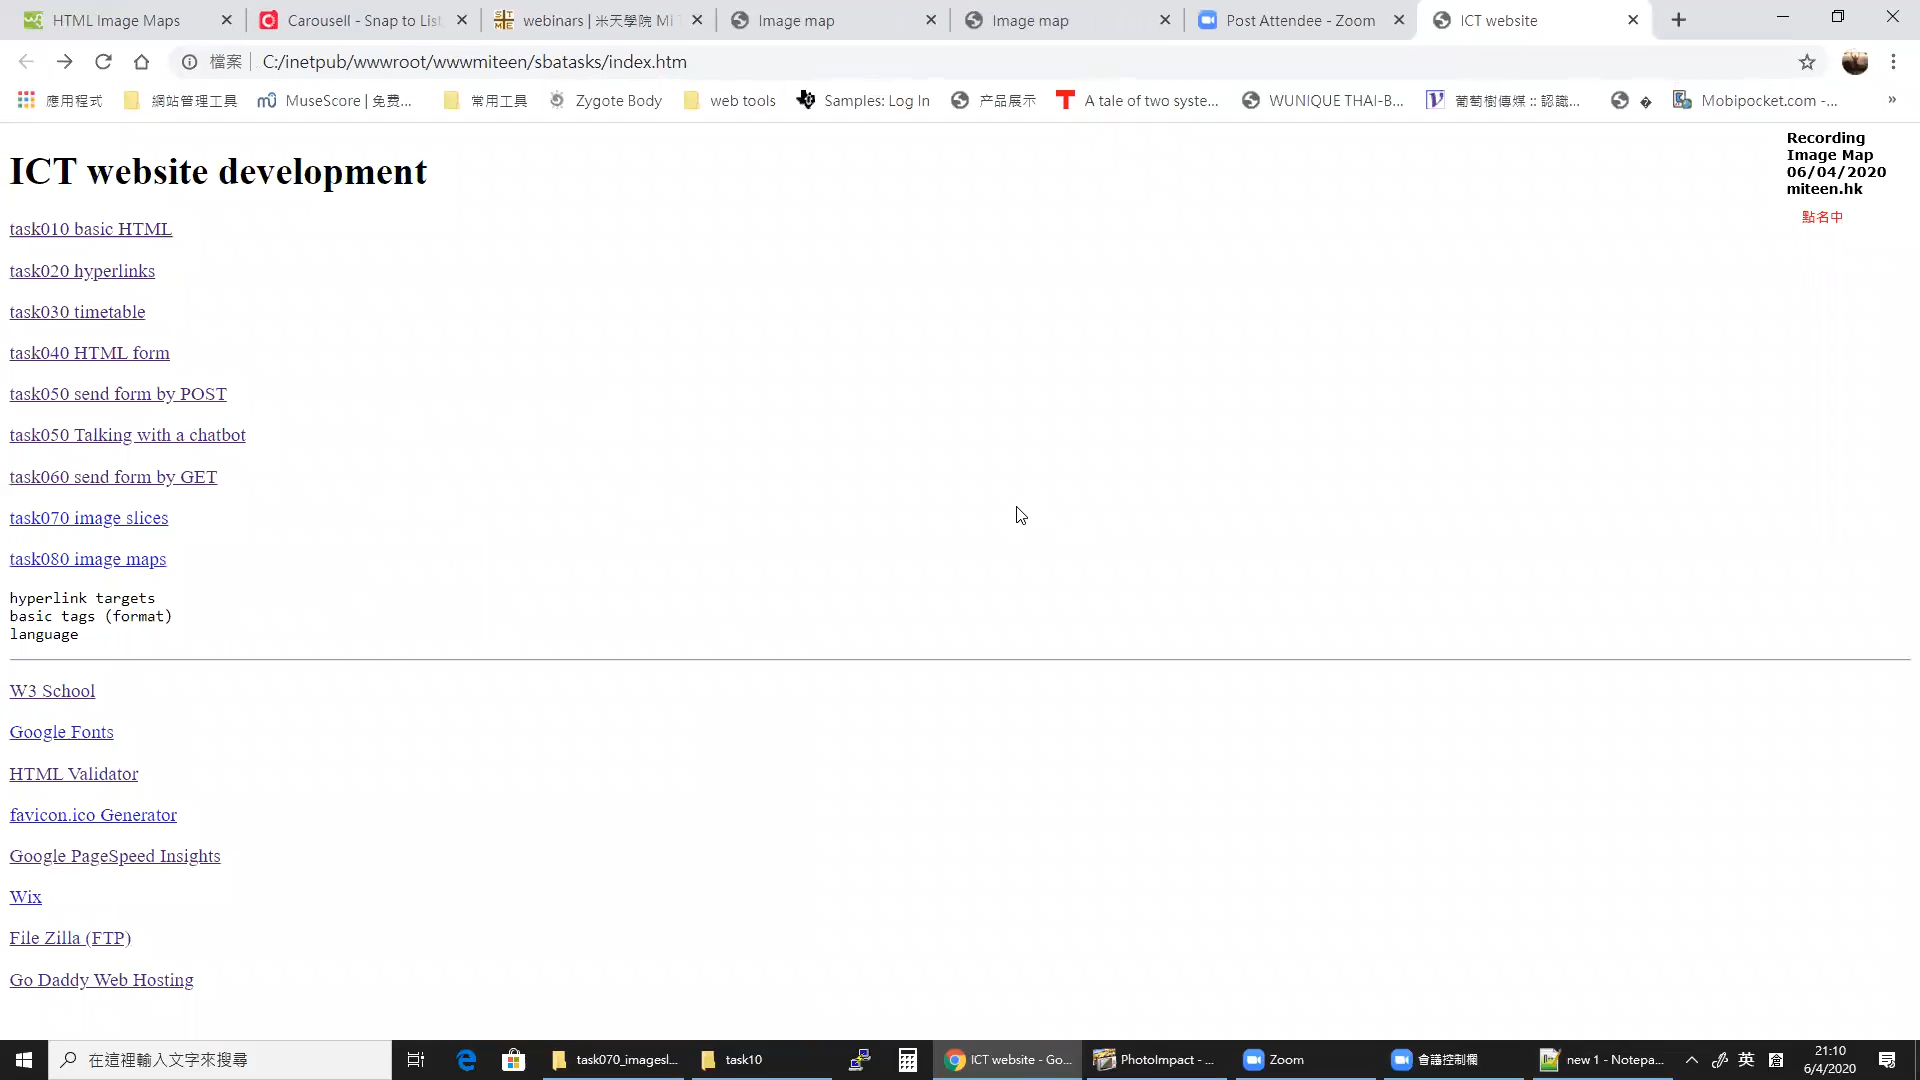 HTML Image Maps
Carousell - Snap to List
webinars | 米天學院 Mi T
Image map
Image map
Post Attendee - Zoom
ICT website
檔案
C:/inetpub/wwwroot/wwwmiteen/sbatasks/index.htm
應用程式
網站管理工具
MuseScore | 免费...
常用工具
Zygote Body
web tools
Samples: Log In
产品展示
A tale of two syste...
WUNIQUE THAI-B...
葡萄樹傳媒 :: 認識...
Mobipocket.com -...
»
Recording
Image Map
06/04/2020
miteen.hk
點名中
ICT website development
task010 basic HTML
task020 hyperlinks
task030 timetable
task040 HTML form
task050 send form by POST
task050 Talking with a chatbot
task060 send form by GET
task070 image slices
task080 image maps
hyperlink targets
basic tags (format)
language
W3 School
Google Fonts
HTML Validator
favicon.ico Generator
Google PageSpeed Insights
Wix
File Zilla (FTP)
Go Daddy Web Hosting
在這裡輸入文字來搜尋
task070_imagesl...
task10
ICT website - Go...
PhotoImpact - ...
Zoom
會議控制欄
new 1 - Notepa...
英
倉
21:10
6/4/2020